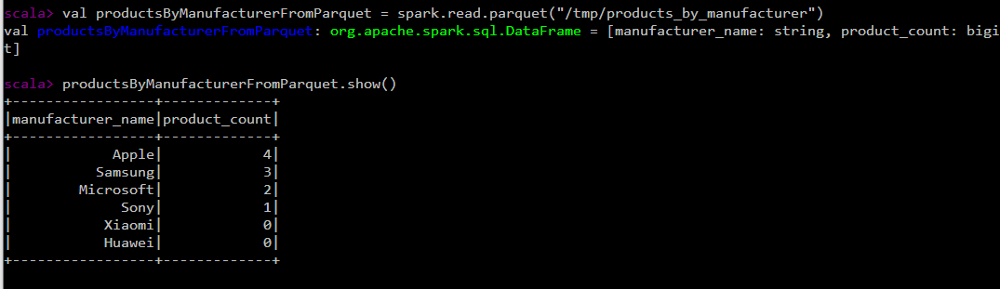 scala> val productsByManufacturerFromParquet = spark.read.parquet("/tmp/products_by_manufacturer")
val productsByManufacturerFromParquet: org.apache.spark.sql.DataFrame = [manufacturer_name: string, product_count: bigi
t]
scala> productsByManufacturerFromParquet.show()
+-----------------+-------------+
|manufacturer_name|product_count|
+-----------------+-------------+
|            Apple|            4|
|          Samsung|            3|
|        Microsoft|            2|
|             Sony|            1|
|           Xiaomi|            0|
|           Huawei|            0|
+-----------------+-------------+